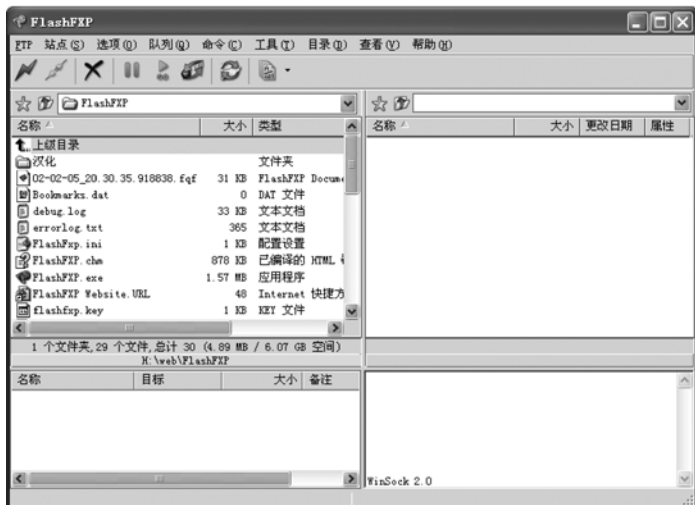 FlashFXP
FTP 站点(S) 选项(O) 队列(Q) 命令(C) 工具(T) 目录(D) 查看(V) 帮助(H)
FlashFXP
名称 大小 类型
上级目录
汉化 文件夹
02-02-05_20.30.35.918838.fqf 31 KB FlashFXP Docume
Bookmarks.dat 0 DAT 文件
debug.log 33 KB 文本文档
errorlog.txt 365 文本文档
FlashFxp.ini 1 KB 配置设置
FlashFXP.chm 878 KB 已编译的 HTML
FlashFXP.exe 1.57 MB 应用程序
FlashFXP Website.URL 48 Internet 快捷方
flashfxp.key 1 KB KEY 文件
1 个文件夹,29 个文件,总计 30 (4.89 MB / 6.07 GB 空间)
H:\web\FlashFXP
名称 大小 更改日期 属性
名称 目标 大小 备注
WinSock 2.0